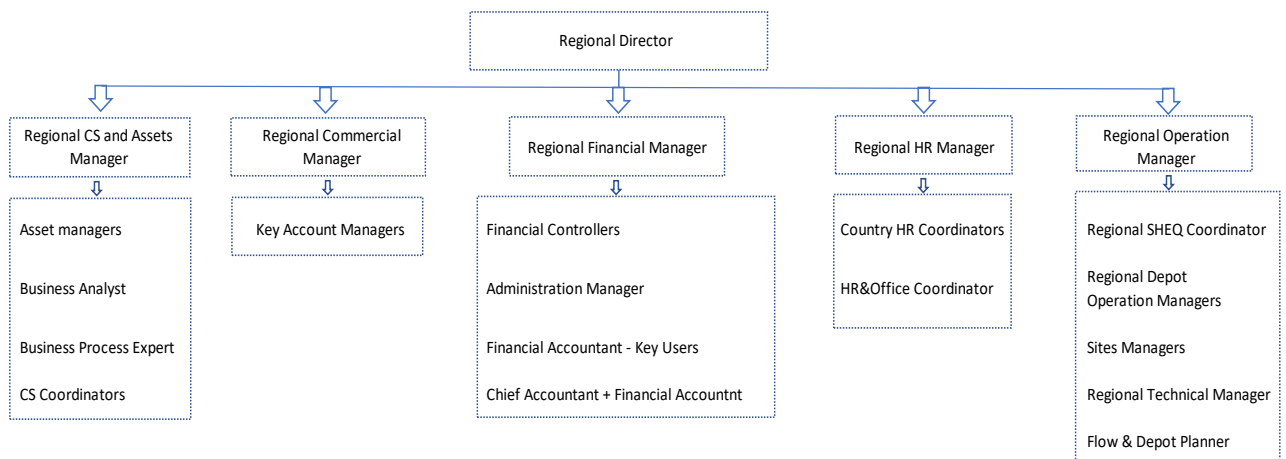 Regional Director
Regional CS and Assets
Manager
Regional Commercial
Manager
Regional Financial Manager
Regional HR Manager
Regional Operation
Manager
Asset managers
Business Analyst
Business Process Expert
CS Coordinators
Key Account Managers
Financial Controllers
Administration Manager
Financial Accountant - Key Users
Chief Accountant + Financial Accountnt
Country HR Coordinators
HR&Office Coordinator
Regional SHEQ Coordinator
Regional Depot
Operation Managers
Sites Managers
Regional Technical Manager
Flow & Depot Planner